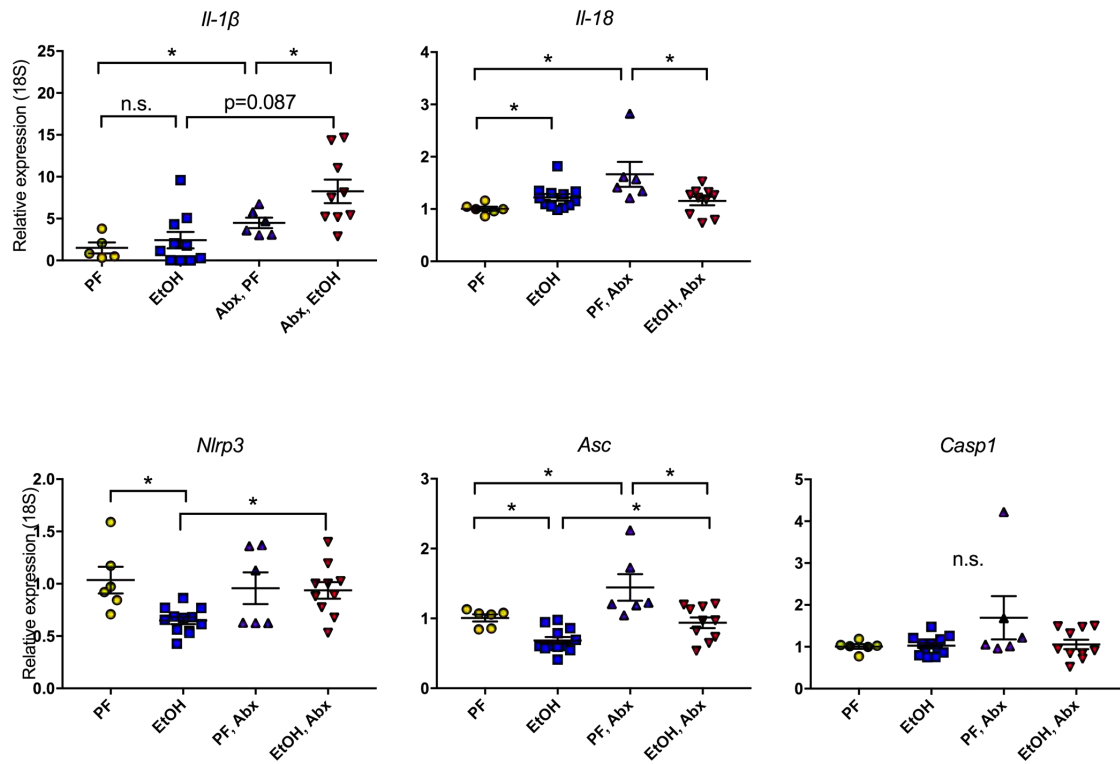 Il-1β
Relative expression (18S)
25
20
15
10
5
0
*
*
n.s.
p=0.087
PF
EtOH
Abx, PF
Abx, EtOH
Il-18
4
3
2
1
0
*
*
*
PF
EtOH
PF, Abx
EtOH, Abx
Nlrp3
Relative expression (18S)
2.0
1.5
1.0
0.5
0.0
*
*
PF
EtOH
PF, Abx
EtOH, Abx
Asc
3
2
1
0
*
*
*
*
PF
EtOH
PF, Abx
EtOH, Abx
Casp1
5
4
3
2
1
0
n.s.
PF
EtOH
PF, Abx
EtOH, Abx